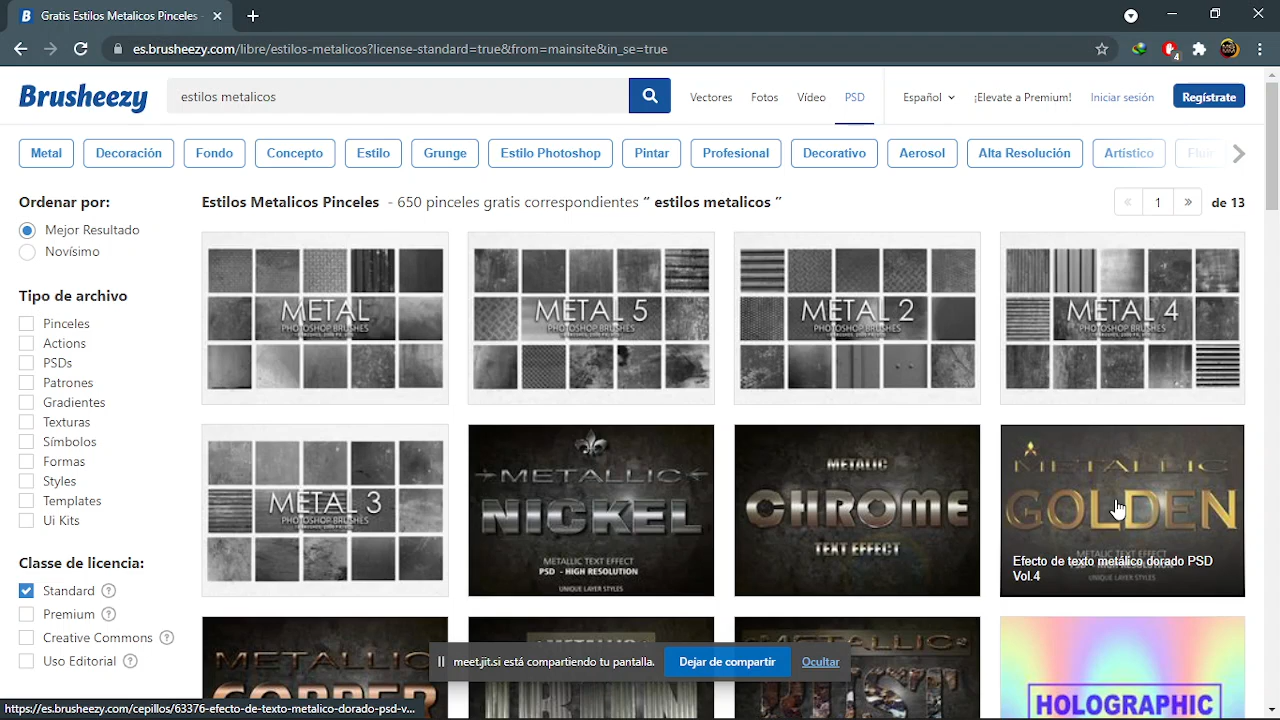 Gratis Estilos Metalicos Pinceles
es.brusheezy.com/libre/estilos-metalicos?license-standard=true&from=mainsite&in_se=true
4
Brusheezy
estilos metalicos
Vectores
Fotos
Vídeo
PSD
Español
¡Elevate a Premium!
Iniciar sesión
Regístrate
Metal
Decoración
Fondo
Concepto
Estilo
Grunge
Estilo Photoshop
Pintar
Profesional
Decorativo
Aerosol
Alta Resolución
Artístico
Ordenar por:
Mejor Resultado
Novísimo
Tipo de archivo
Pinceles
Actions
PSDs
Patrones
Gradientes
Texturas
Símbolos
Formas
Styles
Templates
Ui Kits
Clase de licencia:
Standard ?
Premium ?
Creative Commons ?
Uso Editorial ?
Estilos Metalicos Pinceles - 650 pinceles gratis correspondientes “ estilos metalicos ”
« 1 » de 13
METAL
PHOTOSHOP BRUSHES
METAL 5
PHOTOSHOP BRUSHES
METAL 2
PHOTOSHOP BRUSHES
METAL 4
PHOTOSHOP BRUSHES
METAL 3
PHOTOSHOP BRUSHES
METALLIC
NICKEL
METALLIC TEXT EFFECT
PSD - HIGH RESOLUTION
UNIQUE LAYER STYLES
METALIC
CHROME
TEXT EFFECT
METALLIC
GOLDEN
Efecto de texto metálico dorado PSD
Vol.4
UNIQUE LAYER STYLES
METALLIC
COPPER
METALLIC
HOLOGRAPHIC
meet.jit.si está compartiendo tu pantalla.
Dejar de compartir
Ocultar
https://es.brusheezy.com/cepillos/63376-efecto-de-texto-metalico-dorado-psd-v...